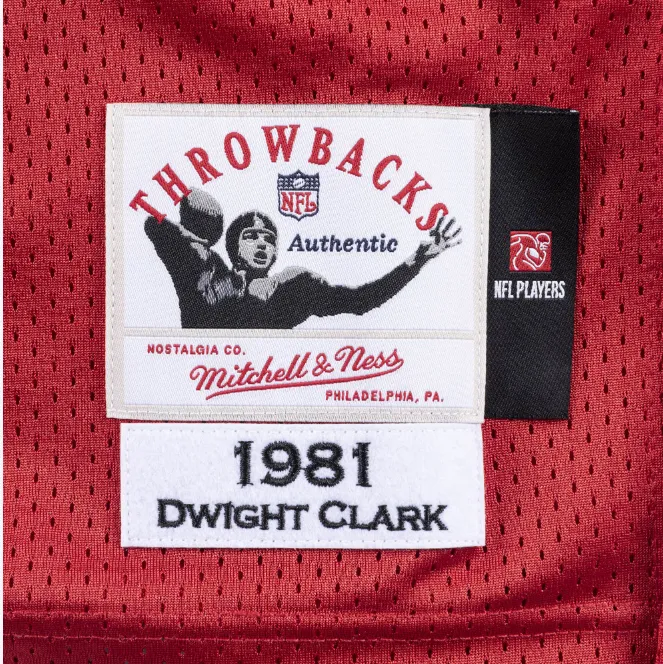 THROWBACKS
NFL
Authentic
NFL PLAYERS
NOSTALGIA CO.
Mitchell & Ness
PHILADELPHIA, PA.
1981
DWIGHT CLARK